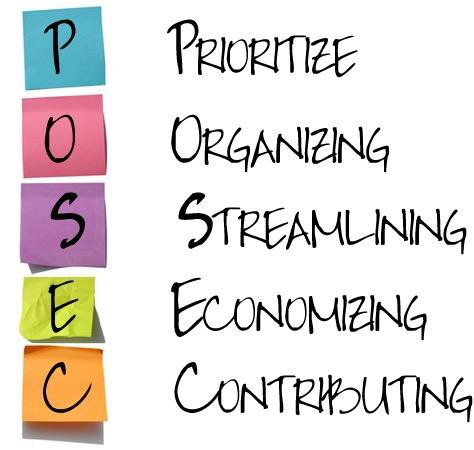 P Prioritize
O Organizing
S Streamlining
E Economizing
C Contributing